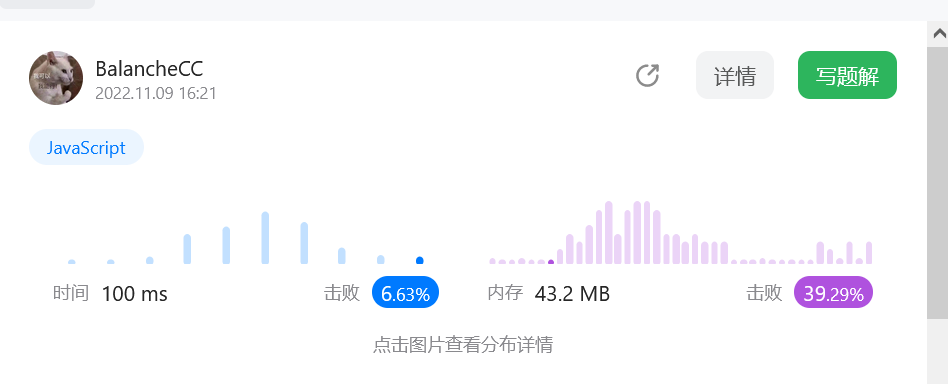 BalancheCC
2022.11.09 16:21
详情
写题解
JavaScript
时间 100 ms 击败 6.63%
内存 43.2 MB 击败 39.29%
点击图片查看分布详情